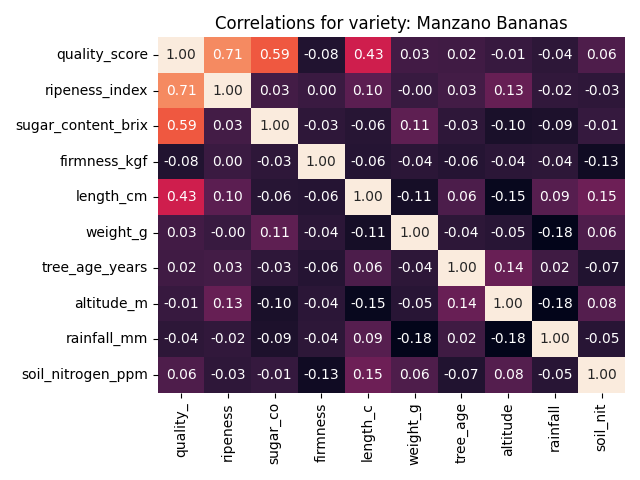 Correlations for variety: Manzano Bananas
quality_score 1.00 0.71 0.59 -0.08 0.43 0.03 0.02 -0.01 -0.04 0.06
ripeness_index 0.71 1.00 0.03 0.00 0.10 -0.00 0.03 0.13 -0.02 -0.03
sugar_content_brix 0.59 0.03 1.00 -0.03 -0.06 0.11 -0.03 -0.10 -0.09 -0.01
firmness_kgf -0.08 0.00 -0.03 1.00 -0.06 -0.04 -0.06 -0.04 -0.04 -0.13
length_cm 0.43 0.10 -0.06 -0.06 1.00 -0.11 0.06 -0.15 0.09 0.15
weight_g 0.03 -0.00 0.11 -0.04 -0.11 1.00 -0.04 -0.05 -0.18 0.06
tree_age_years 0.02 0.03 -0.03 -0.06 0.06 -0.04 1.00 0.14 0.02 -0.07
altitude_m -0.01 0.13 -0.10 -0.04 -0.15 -0.05 0.14 1.00 -0.18 0.08
rainfall_mm -0.04 -0.02 -0.09 -0.04 0.09 -0.18 0.02 -0.18 1.00 -0.05
soil_nitrogen_ppm 0.06 -0.03 -0.01 -0.13 0.15 0.06 -0.07 0.08 -0.05 1.00
quality_ ripeness sugar_co firmness length_c weight_g tree_age altitude rainfall soil_nit